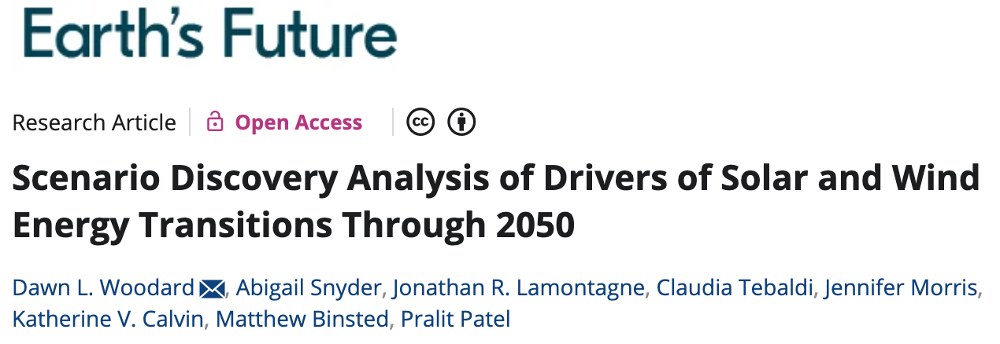 Earth's Future
Research Article Open Access cc
Scenario Discovery Analysis of Drivers of Solar and Wind
Energy Transitions Through 2050
Dawn L. Woodard, Abigail Snyder, Jonathan R. Lamontagne, Claudia Tebaldi, Jennifer Morris,
Katherine V. Calvin, Matthew Binsted, Pralit Patel